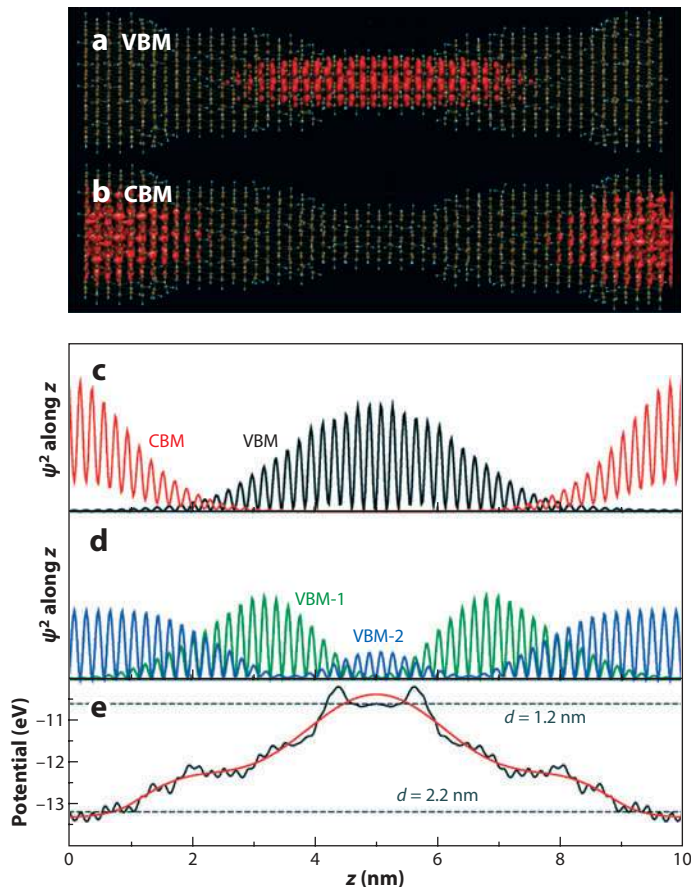 a VBM
b CBM
c
ψ² along z
CBM
VBM
d
ψ² along z
VBM-1
VBM-2
e
Potential (eV)
−11
−12
−13
d = 1.2 nm
d = 2.2 nm
0 2 4 6 8 10
z (nm)